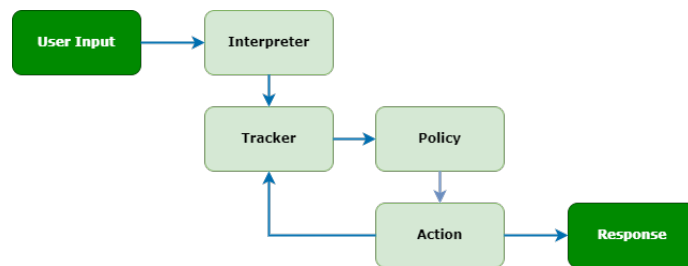 User Input
Interpreter
Tracker
Policy
Action
Response